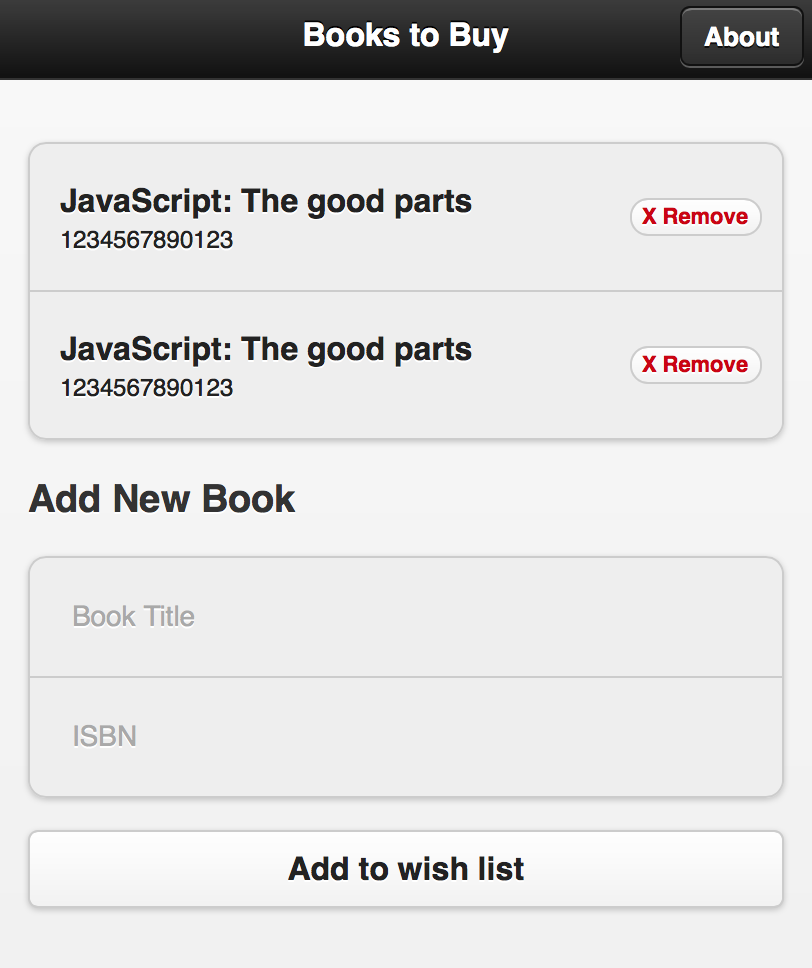 Books to Buy
About
JavaScript: The good parts
1234567890123
X Remove
JavaScript: The good parts
1234567890123
X Remove
Add New Book
Book Title
ISBN
Add to wish list